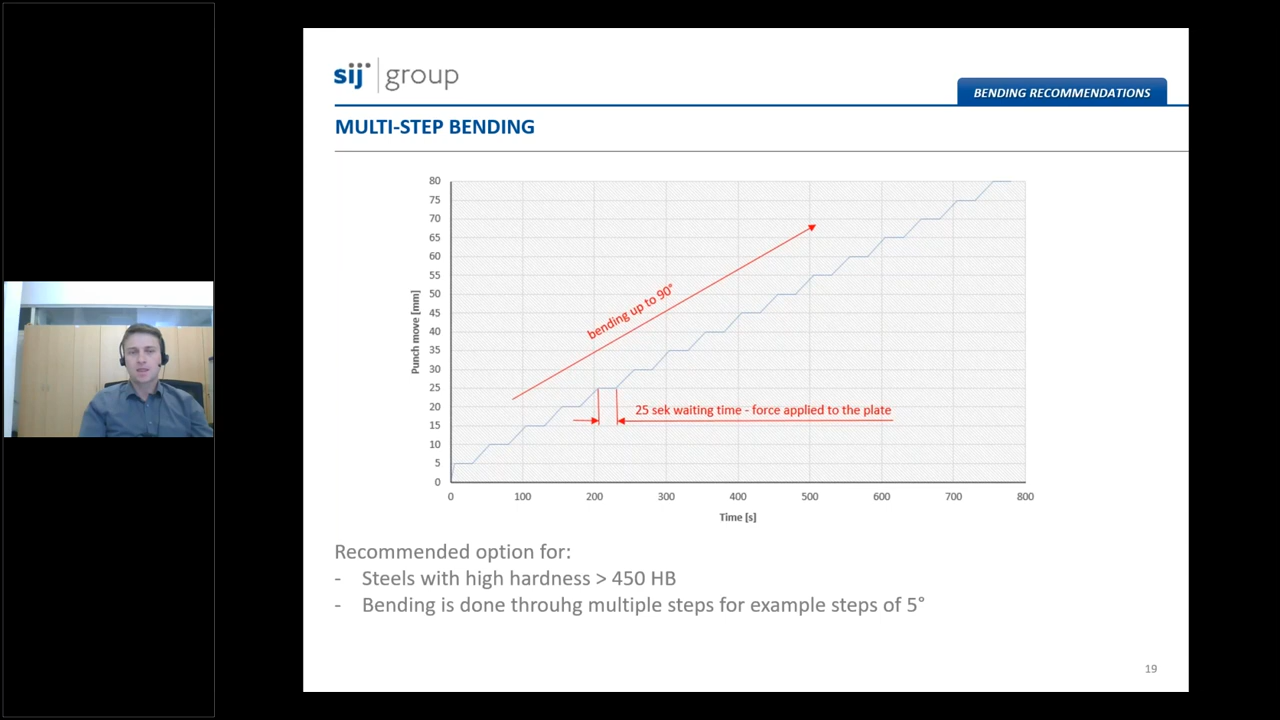 sij group
BENDING RECOMMENDATIONS
MULTI-STEP BENDING
80
75
70
65
60
55
50
45
40
35
30
25
20
15
10
5
0
Punch move [mm]
bending up to 90°
25 sek waiting time - force applied to the plate
0 100 200 300 400 500 600 700 800
Time [s]
Recommended option for:
- Steels with high hardness > 450 HB
- Bending is done throuhg multiple steps for example steps of 5°
19